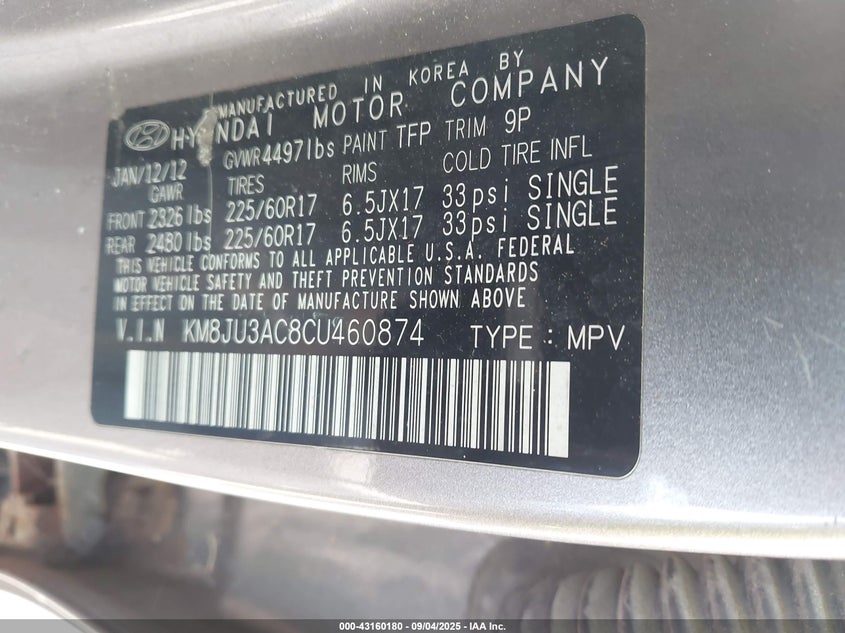 MANUFACTURED IN KOREA BY
HYUNDAI MOTOR COMPANY
JAN/12/12 GVWR 4497lbs PAINT TFP TRIM 9P
GAWR TIRES RIMS COLD TIRE INFL
FRONT 2326lbs 225/60R17 6.5JX17 33psi SINGLE
REAR 2480lbs 225/60R17 6.5JX17 33psi SINGLE
THIS VEHICLE CONFORMS TO ALL APPLICABLE U.S.A. FEDERAL
MOTOR VEHICLE SAFETY AND THEFT PREVENTION STANDARDS
IN EFFECT ON THE DATE OF MANUFACTURE SHOWN ABOVE
V.I.N KM8JU3AC8CU460874 TYPE : MPV
000-43160180 - 09/04/2025 - IAA Inc.